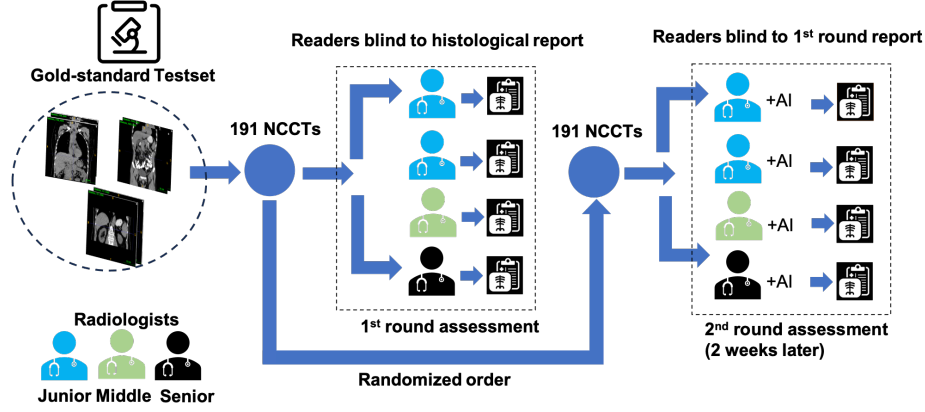 Gold-standard Testset
191 NCCTs
Readers blind to histological report
1st round assessment
Randomized order
191 NCCTs
Readers blind to 1st round report
+AI
+AI
+AI
+AI
2nd round assessment
(2 weeks later)
Radiologists
Junior Middle Senior